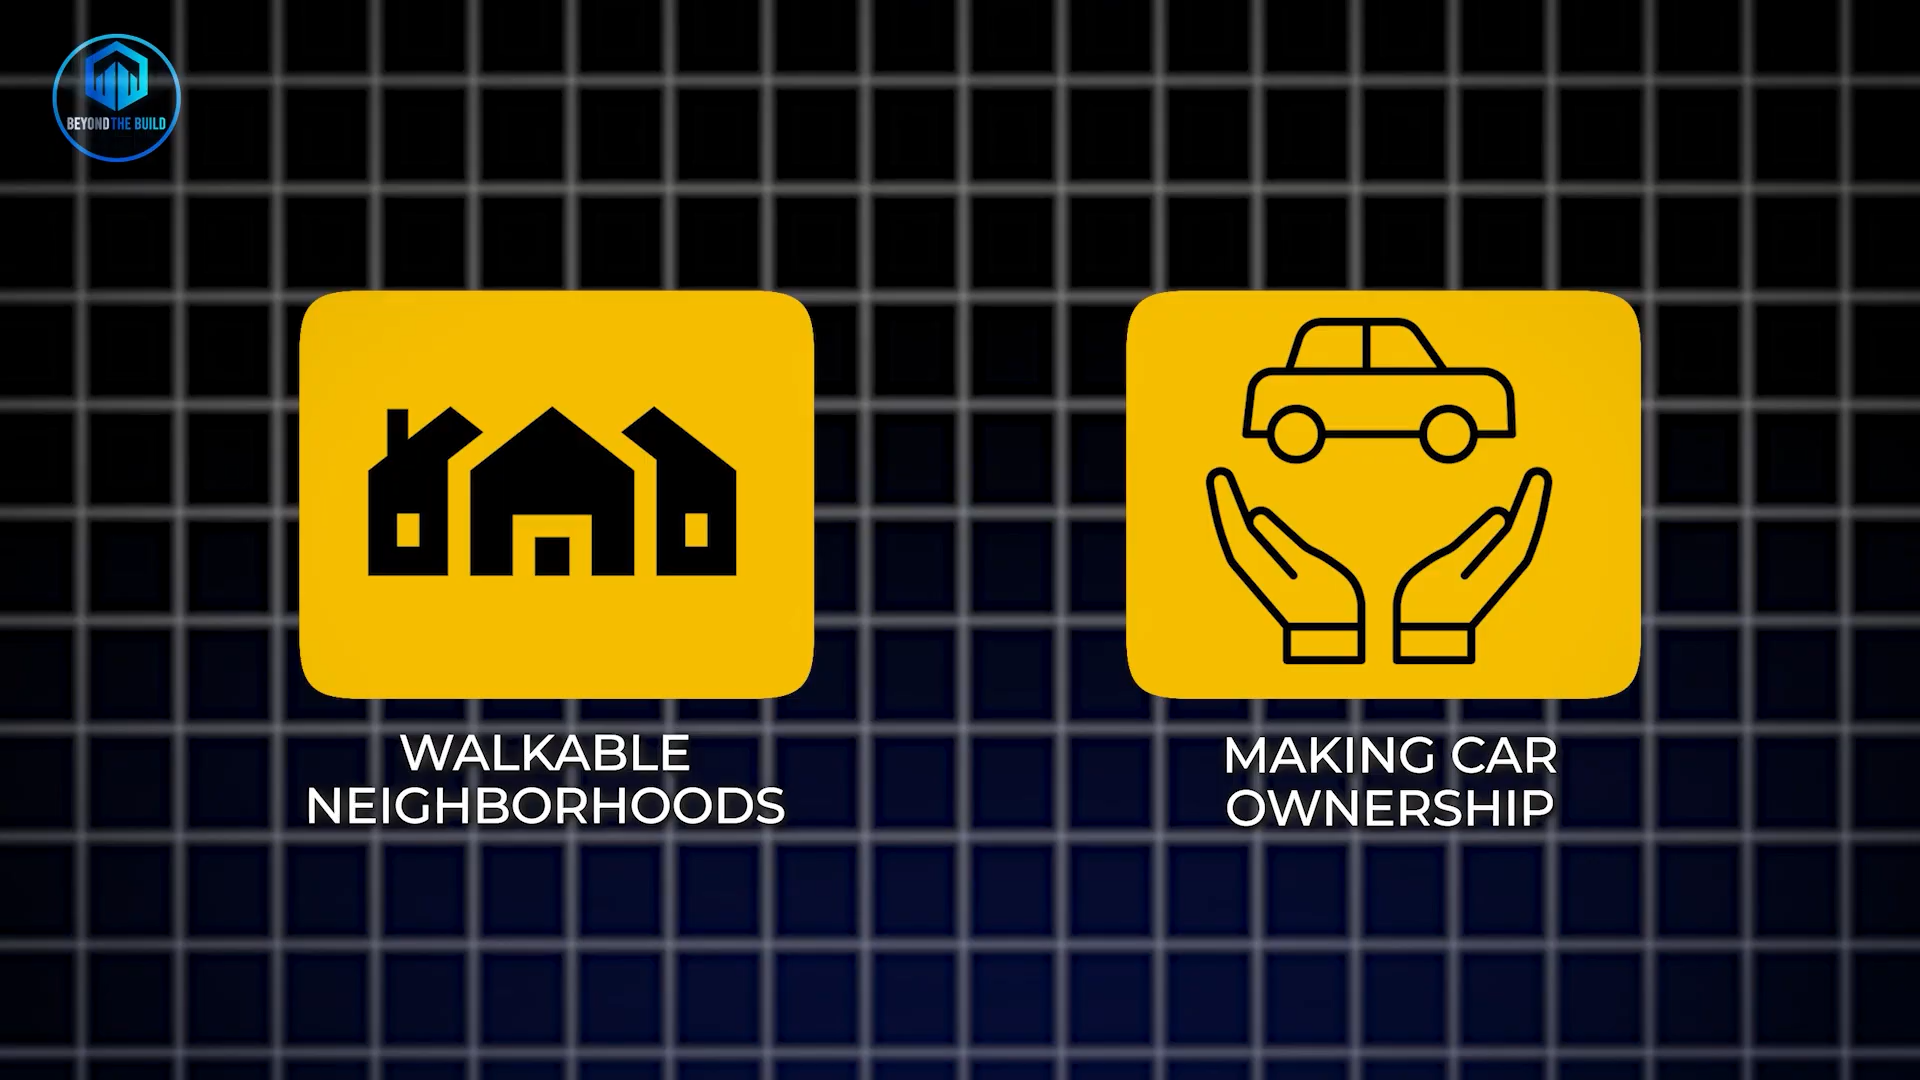 BEYOND THE BUILD
WALKABLE
NEIGHBORHOODS
MAKING CAR
OWNERSHIP